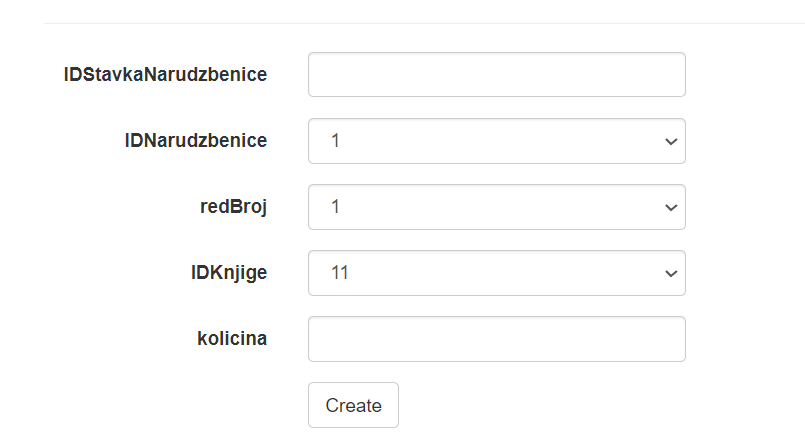 IDStavkaNarudzbenice
IDNarudzbenice 1
redBroj 1
IDKnjige 11
kolicina
Create